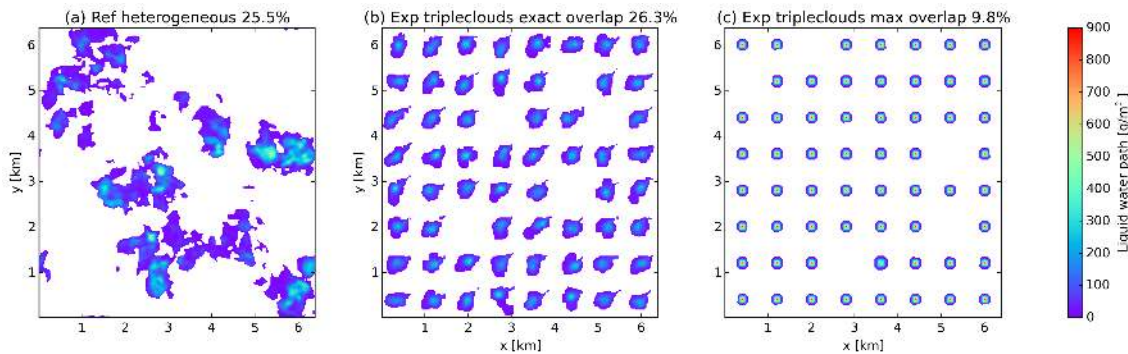 (a) Ref heterogeneous 25.5%
(b) Exp tripleclouds exact overlap 26.3%
(c) Exp tripleclouds max overlap 9.8%
6
5
4
3
2
1
y [km]
1 2 3 4 5 6
6
5
4
3
2
1
y [km]
1 2 3 4 5 6
x [km]
6
5
4
3
2
1
1 2 3 4 5 6
x [km]
900
800
700
600
500
400
300
200
100
0
Liquid water path [g/m²]